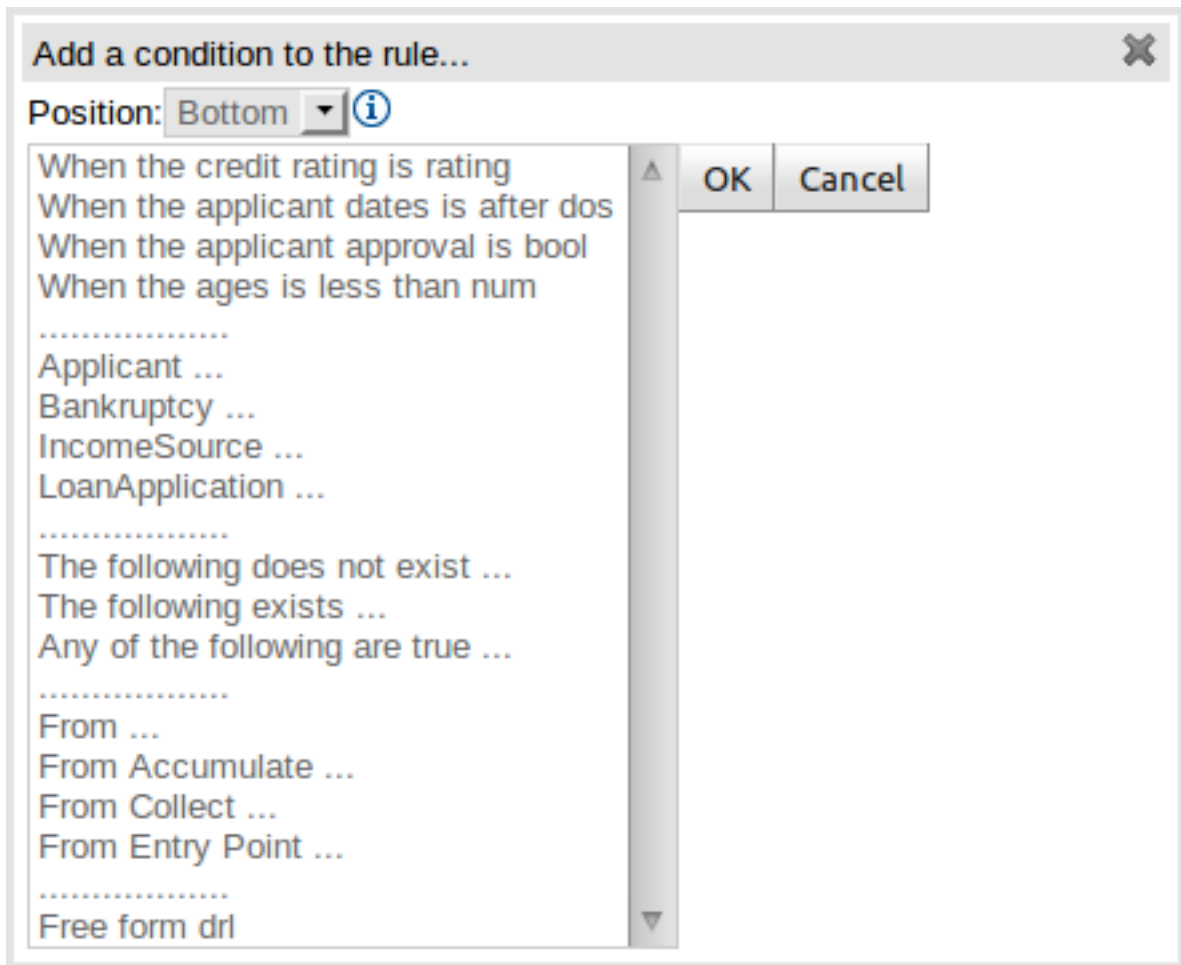 Add a condition to the rule...
Position: Bottom
When the credit rating is rating
OK Cancel
When the applicant dates is after dos
When the applicant approval is bool
When the ages is less than num
..................
Applicant ...
Bankruptcy ...
IncomeSource ...
LoanApplication ...
..................
The following does not exist ...
The following exists ...
Any of the following are true ...
..................
From ...
From Accumulate ...
From Collect ...
From Entry Point ...
..................
Free form drl